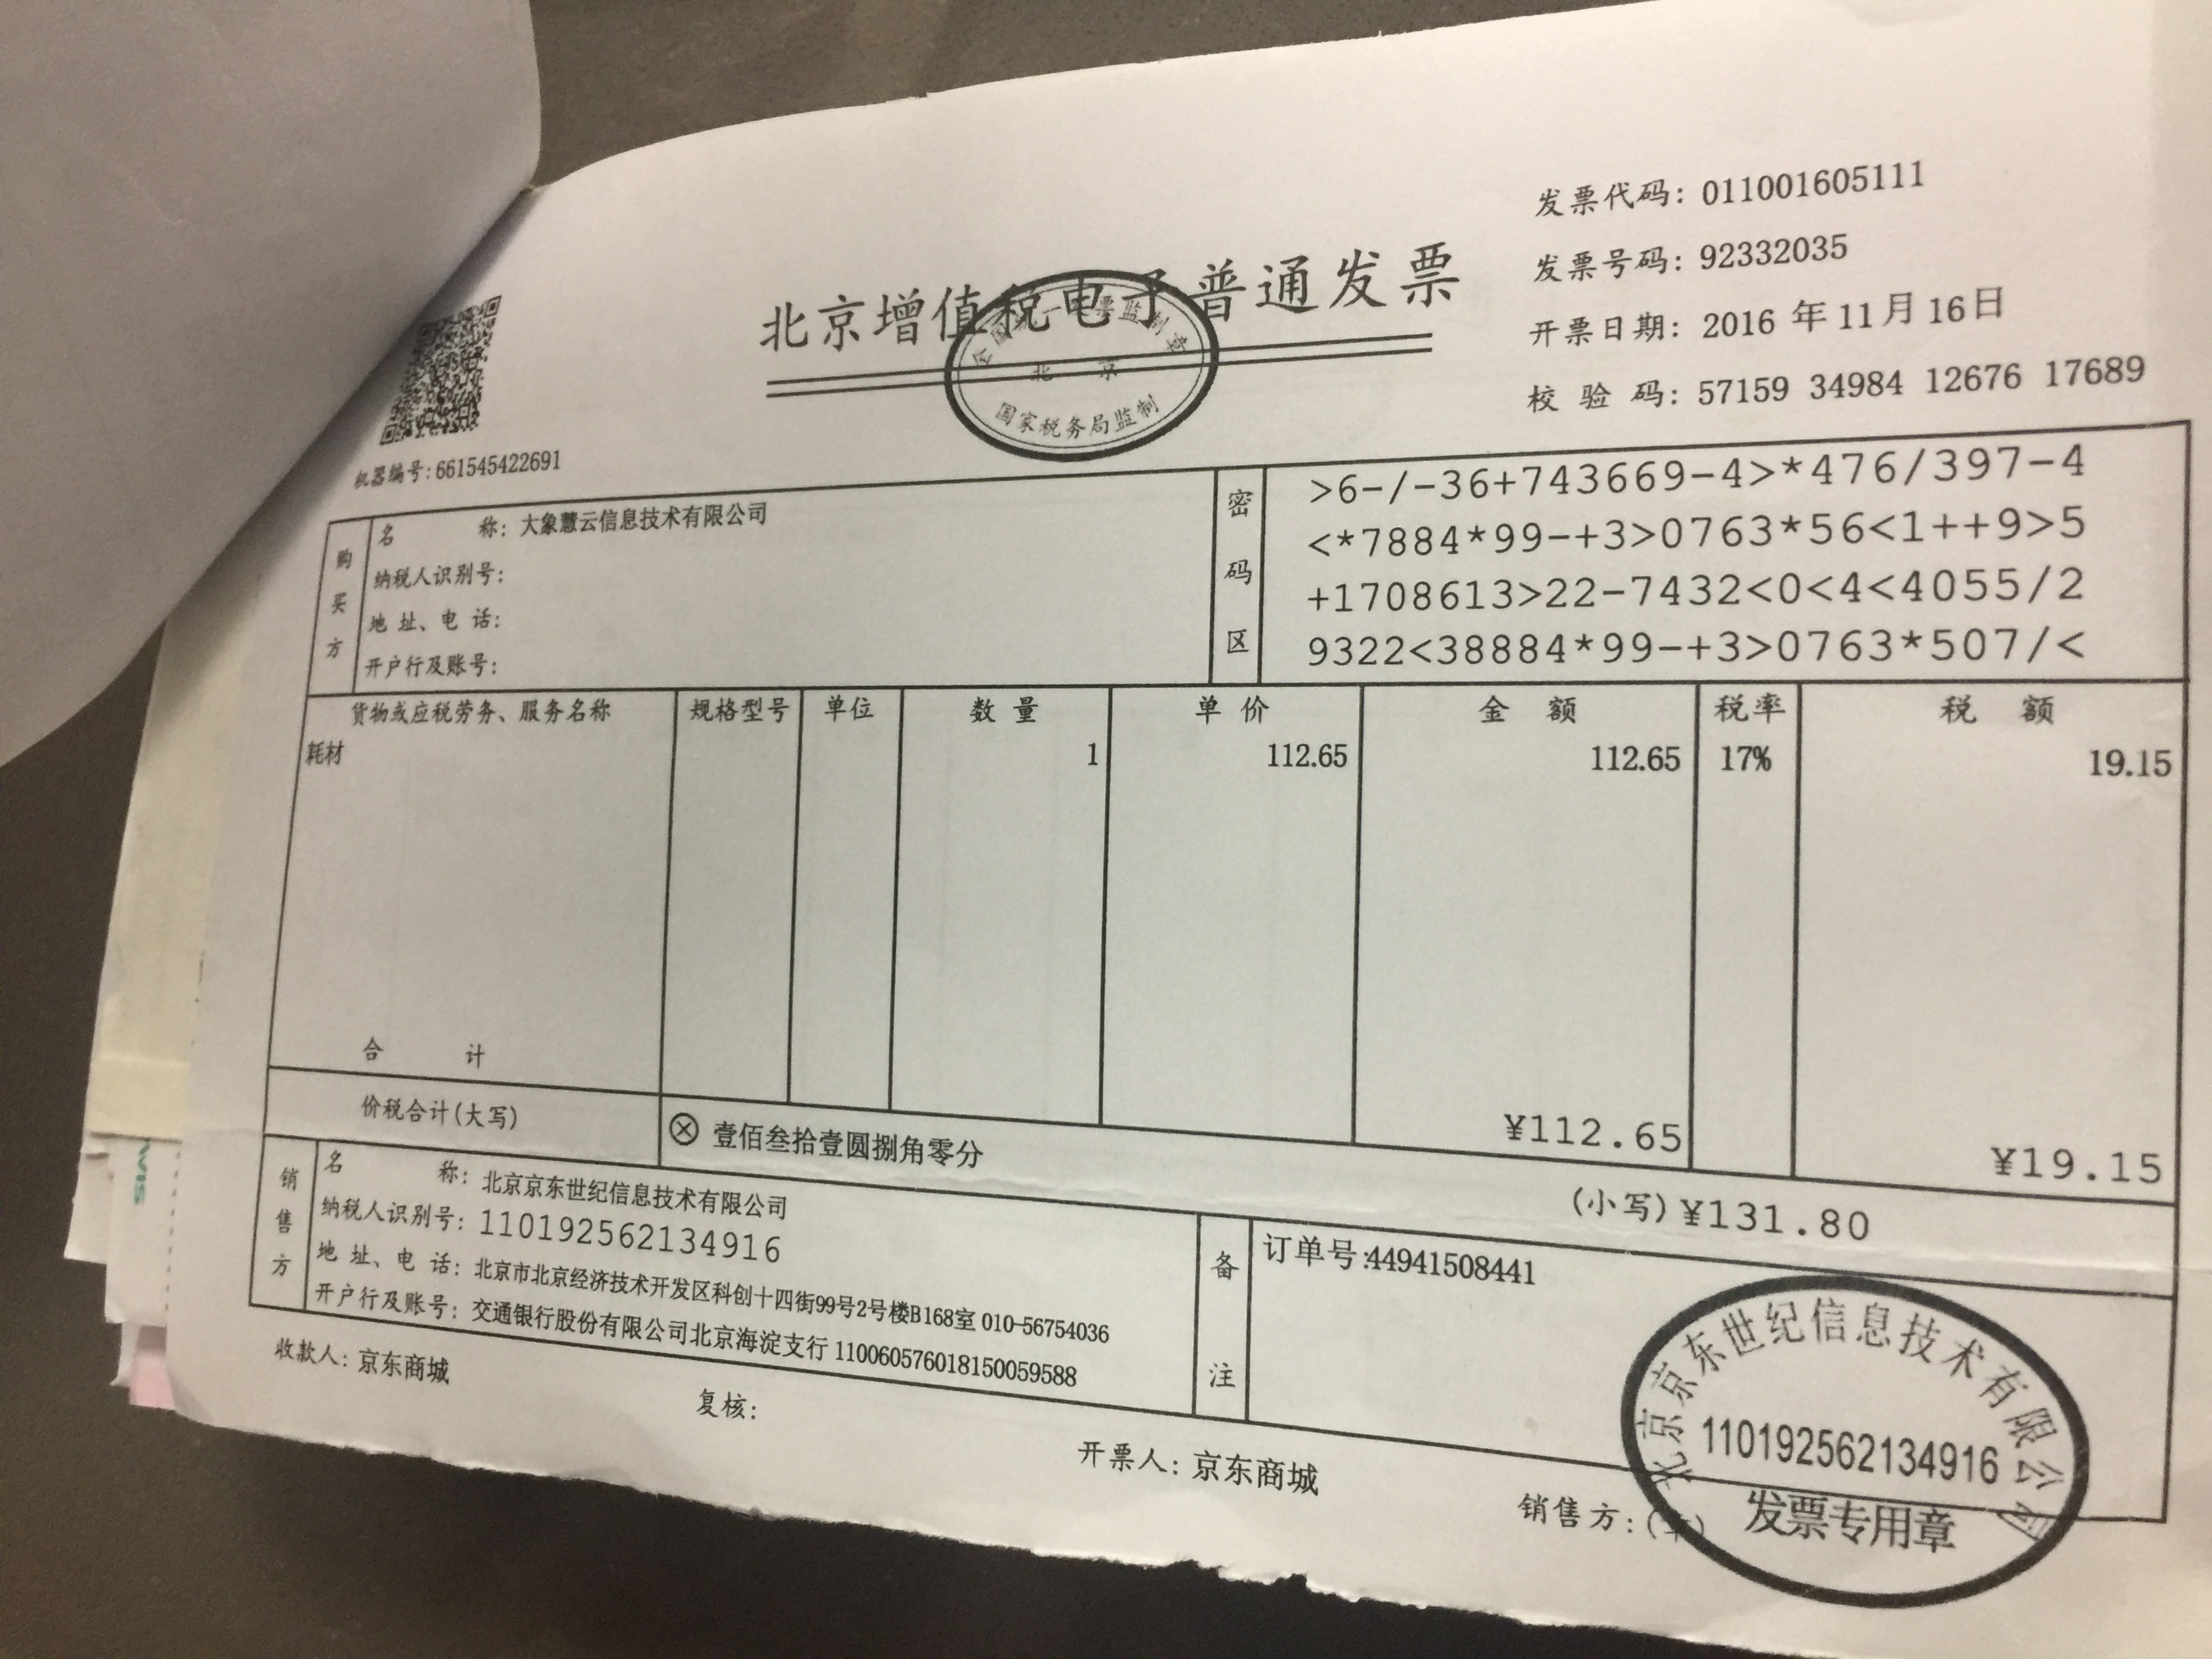 发票代码: 011001605111
北京增值税电子普通发票
发票号码: 92332035
开票日期: 2016 年 11 月 16 日
校 验 码: 57159 34984 12676 17689
全国统一发票监制章
北 京
国家税务局监制
机器编号: 661545422691
购买方
名 称: 大象慧云信息技术有限公司
纳税人识别号:
地 址、电 话:
开户行及账号:
密码区
>6-/-36+743669-4>*476/397-4
<*7884*99-+3>0763*56<1++9>5
+1708613>22-7432<0<4<4055/2
9322<38884*99-+3>0763*507/<
货物或应税劳务、服务名称 规格型号 单位 数 量 单 价 金 额 税率 税 额
耗材 1 112.65 112.65 17% 19.15
合 计 ¥112.65 ¥19.15
价税合计(大写) ⊗ 壹佰叁拾壹圆捌角零分 (小写) ¥131.80
销售方
名 称: 北京京东世纪信息技术有限公司
纳税人识别号: 110192562134916
地 址、电 话: 北京市北京经济技术开发区科创十四街99号2号楼B168室 010-56754036
开户行及账号: 交通银行股份有限公司北京海淀支行 110060576018150059588
备注
订单号:44941508441
收款人: 京东商城
复核:
开票人: 京东商城
销售方: (章)
北京京东世纪信息技术有限公司
110192562134916
发票专用章